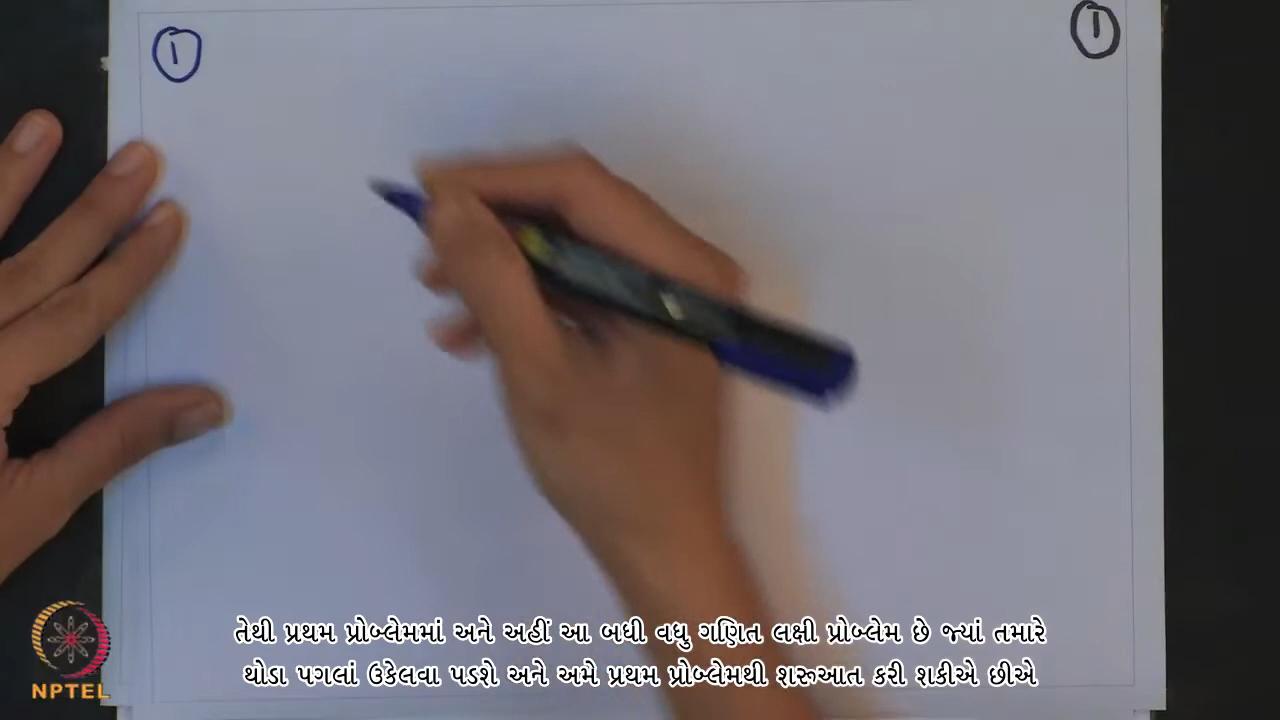 1
1
તેથી પ્રથમ પ્રોબ્લેમમાં અને અહીં આ બધી વધુ ગણિત લક્ષી પ્રોબ્લેમ છે જ્યાં તમારે
થોડા પગલાં ઉકેલવા પડશે અને અમે પ્રથમ પ્રોબ્લેમથી શરૂઆત કરી શકીએ છીએ
NPTEL